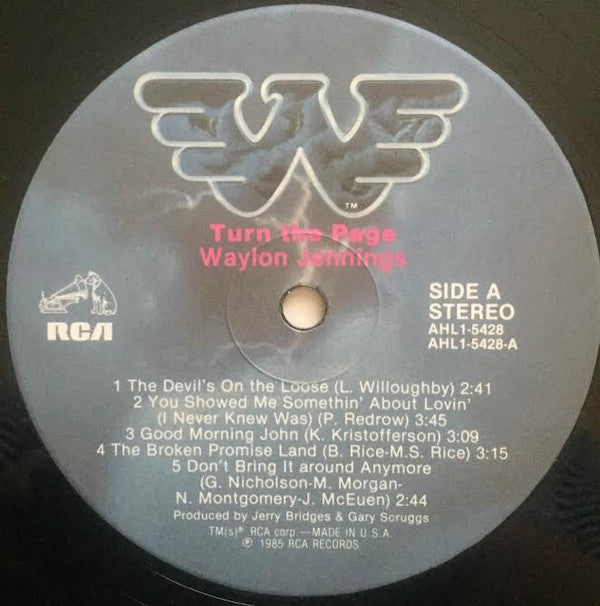 TM
Turn the Page
Waylon Jennings
SIDE A
STEREO
AHL1-5428
AHL1-5428-A
RCA
1 The Devil's On the Loose (L. Willoughby) 2:41
2 You Showed Me Somethin' About Lovin'
(I Never Knew Was) (P. Redrow) 3:45
3 Good Morning John (K. Kristofferson) 3:09
4 The Broken Promise Land (B. Rice-M.S. Rice) 3:15
5 Don't Bring It around Anymore
(G. Nicholson-M. Morgan-
N. Montgomery-J. McEuen) 2:44
Produced by Jerry Bridges & Gary Scruggs
TM(s)® RCA corp.—MADE IN U.S.A.
℗ 1985 RCA RECORDS